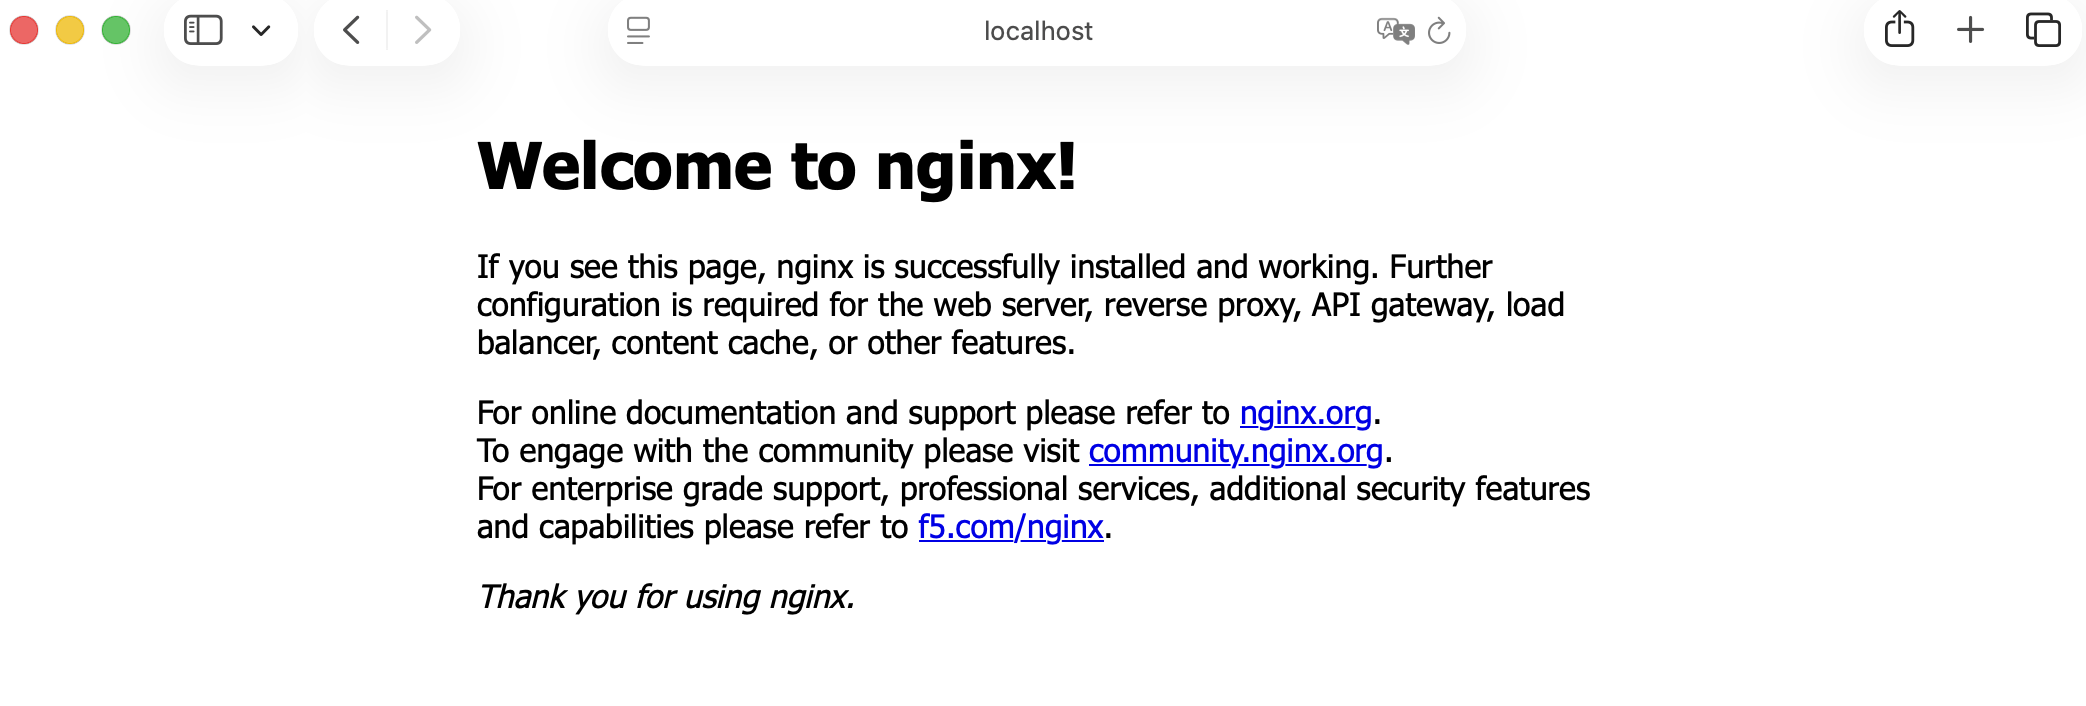 localhost
Welcome to nginx!
If you see this page, nginx is successfully installed and working. Further
configuration is required for the web server, reverse proxy, API gateway, load
balancer, content cache, or other features.
For online documentation and support please refer to nginx.org.
To engage with the community please visit community.nginx.org.
For enterprise grade support, professional services, additional security features
and capabilities please refer to f5.com/nginx.
Thank you for using nginx.